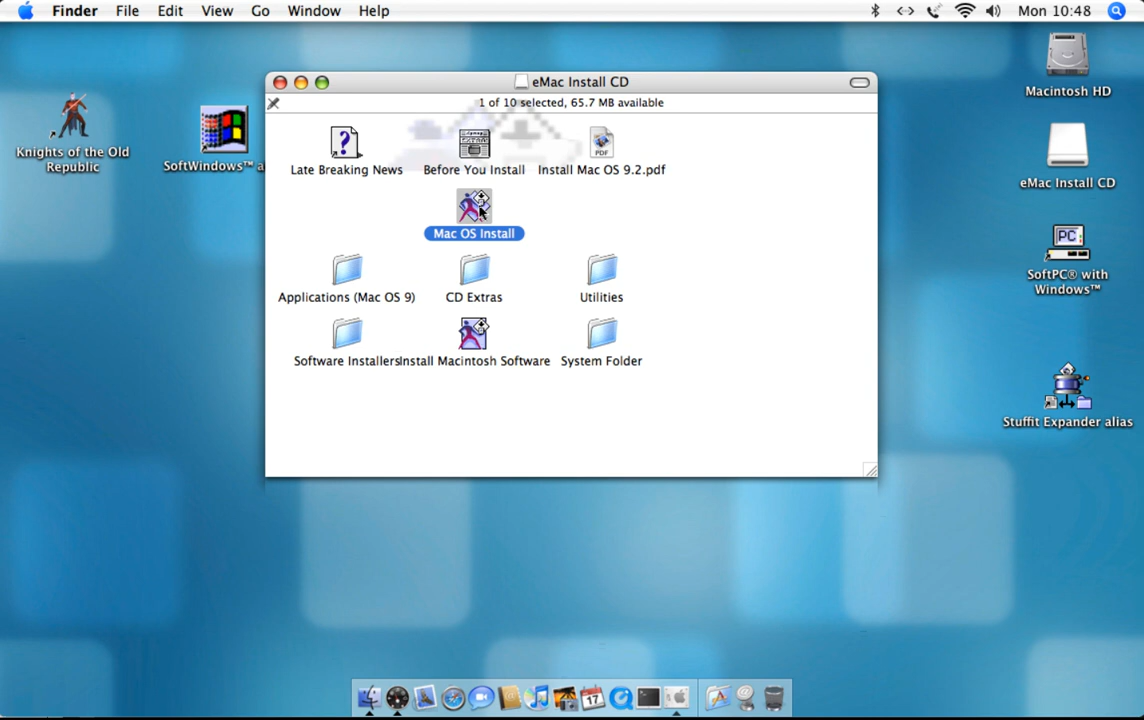 Finder File Edit View Go Window Help Mon 10:48
eMac Install CD
1 of 10 selected, 65.7 MB available
Late Breaking News
Before You Install
Install Mac OS 9.2.pdf
PDF
Mac OS Install
Applications (Mac OS 9)
CD Extras
Utilities
Software Installers
Install Macintosh Software
System Folder
Knights of the Old
Republic
SoftWindows™ a
Macintosh HD
eMac Install CD
PC
SoftPC® with
Windows™
Stuffit Expander alias
17